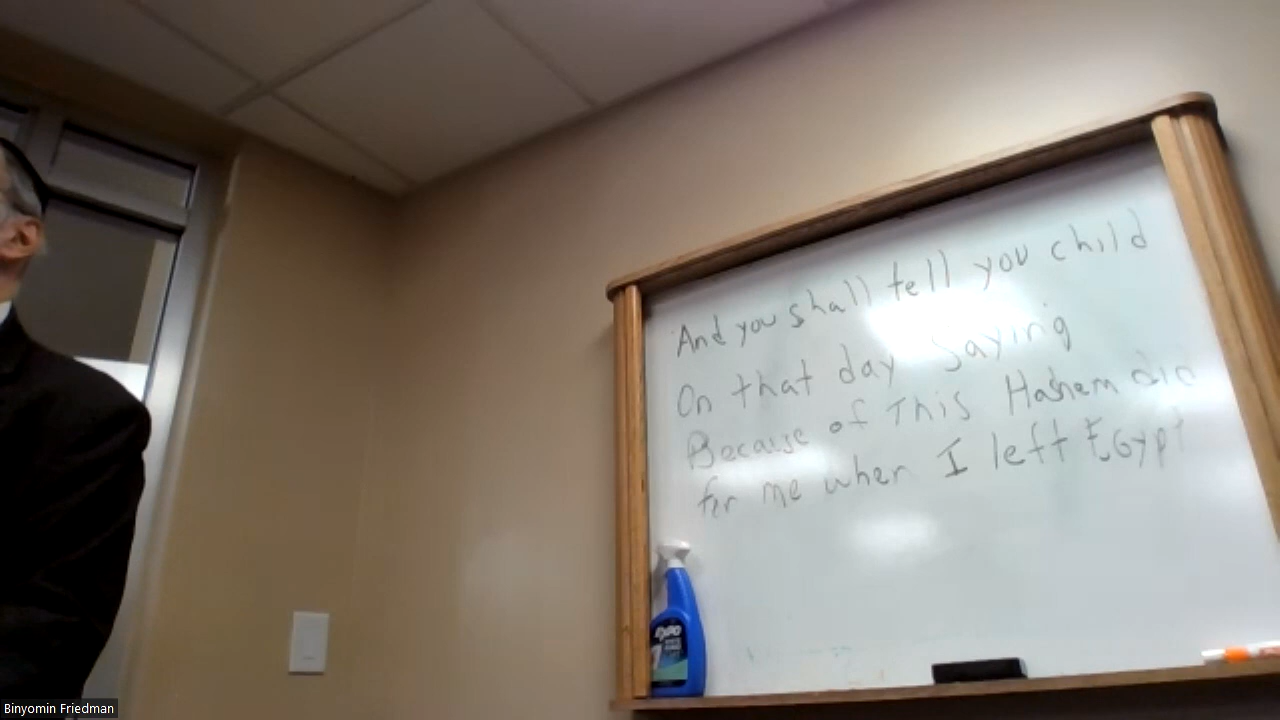 And you shall tell you child
On that day saying
Because of This Hashem did
for me when I left Egypt
EXPO
Binyomin Friedman